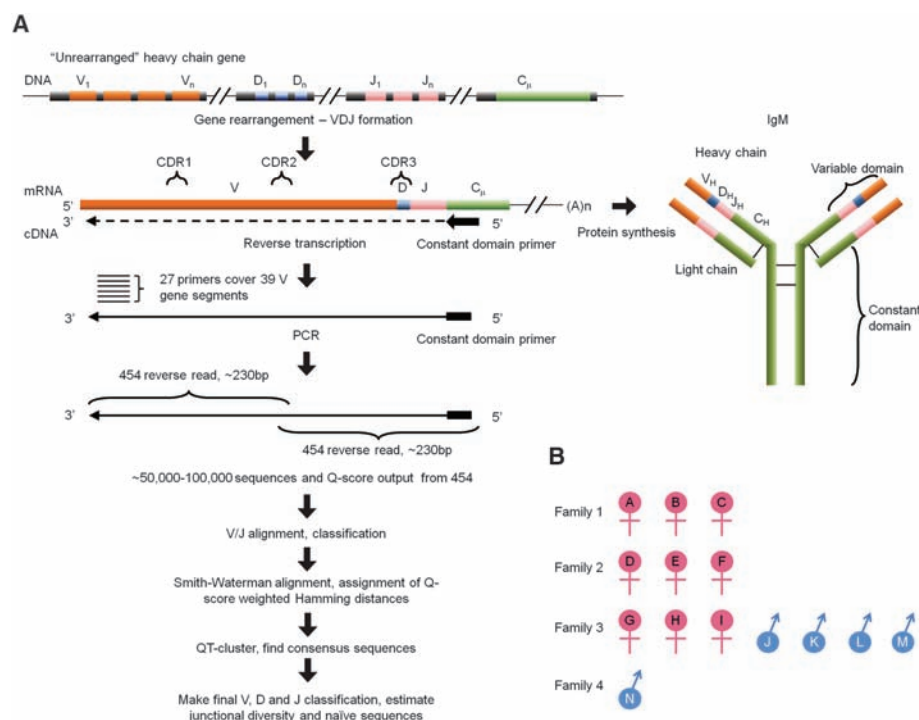 A
"Unrearranged" heavy chain gene
DNA V1 Vn D1 Dn J1 Jn Cμ
Gene rearrangement – VDJ formation
CDR1 CDR2 CDR3
mRNA V D J Cμ
5' (A)n
3'
cDNA
Reverse transcription Constant domain primer
Protein synthesis
27 primers cover 39 V
gene segments
3' 5'
PCR Constant domain primer
454 reverse read, ~230bp
3' 5'
454 reverse read, ~230bp
~50,000-100,000 sequences and Q-score output from 454
V/J alignment, classification
Smith-Waterman alignment, assignment of Q-
score weighted Hamming distances
QT-cluster, find consensus sequences
Make final V, D and J classification, estimate
junctional diversity and naïve sequences
IgM
Heavy chain
Variable domain
VH
DH
JH
CH
Light chain
Constant
domain
B
Family 1 A B C
Family 2 D E F
Family 3 G H I J K L M
Family 4 N